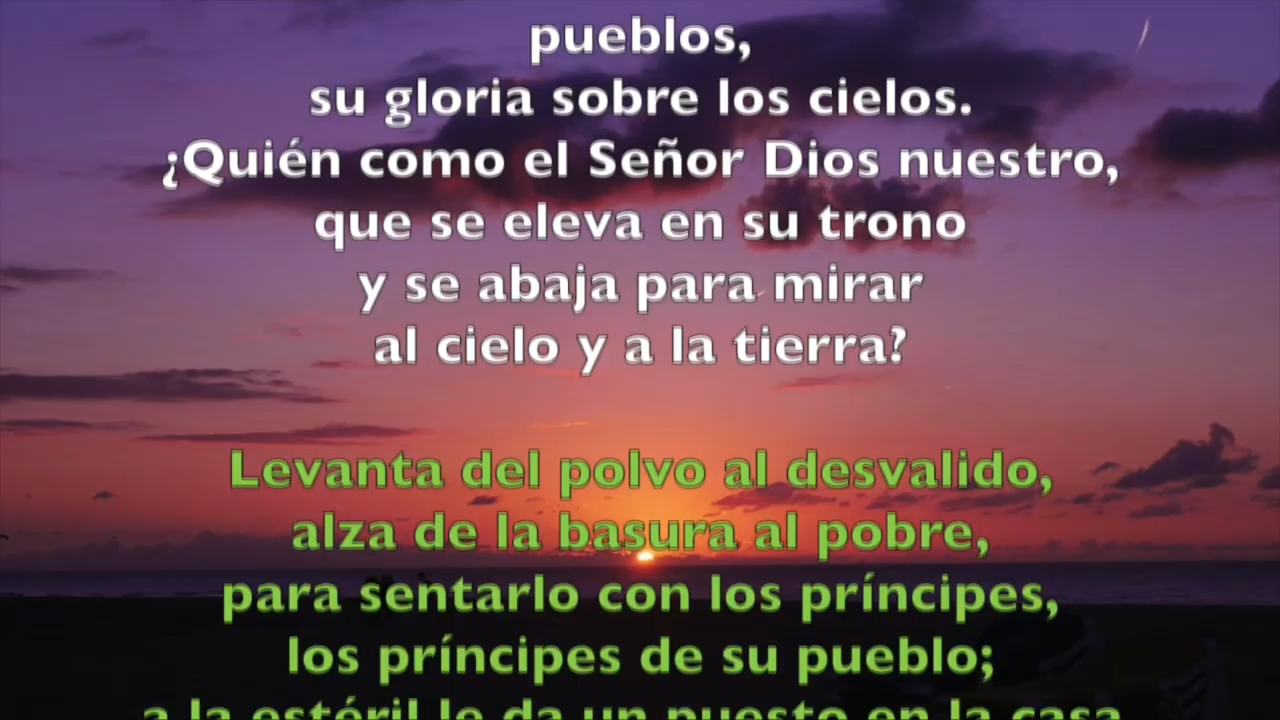 pueblos,
su gloria sobre los cielos.
¿Quién como el Señor Dios nuestro,
que se eleva en su trono
y se abaja para mirar
al cielo y a la tierra?
Levanta del polvo al desvalido,
alza de la basura al pobre,
para sentarlo con los príncipes,
los príncipes de su pueblo;
a la estéril le da un puesto en la casa